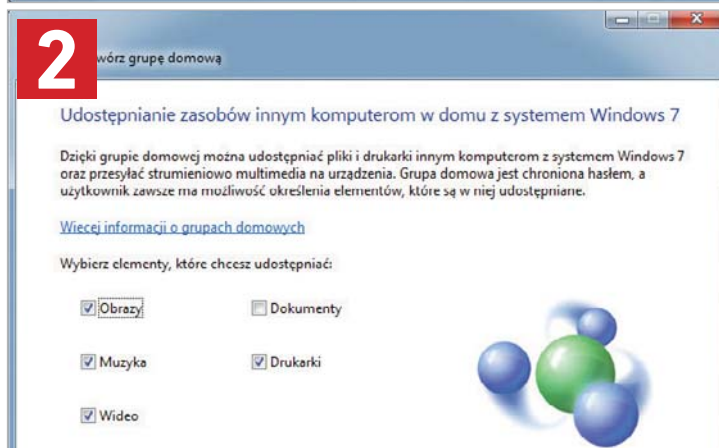 2
wórz grupę domową
Udostępnianie zasobów innym komputerom w domu z systemem Windows 7
Dzięki grupie domowej można udostępniać pliki i drukarki innym komputerom z systemem Windows 7
oraz przesyłać strumieniowo multimedia na urządzenia. Grupa domowa jest chroniona hasłem, a
użytkownik zawsze ma możliwość określenia elementów, które są w niej udostępniane.
Więcej informacji o grupach domowych
Wybierz elementy, które chcesz udostępniać:
Obrazy Dokumenty
Muzyka Drukarki
Wideo